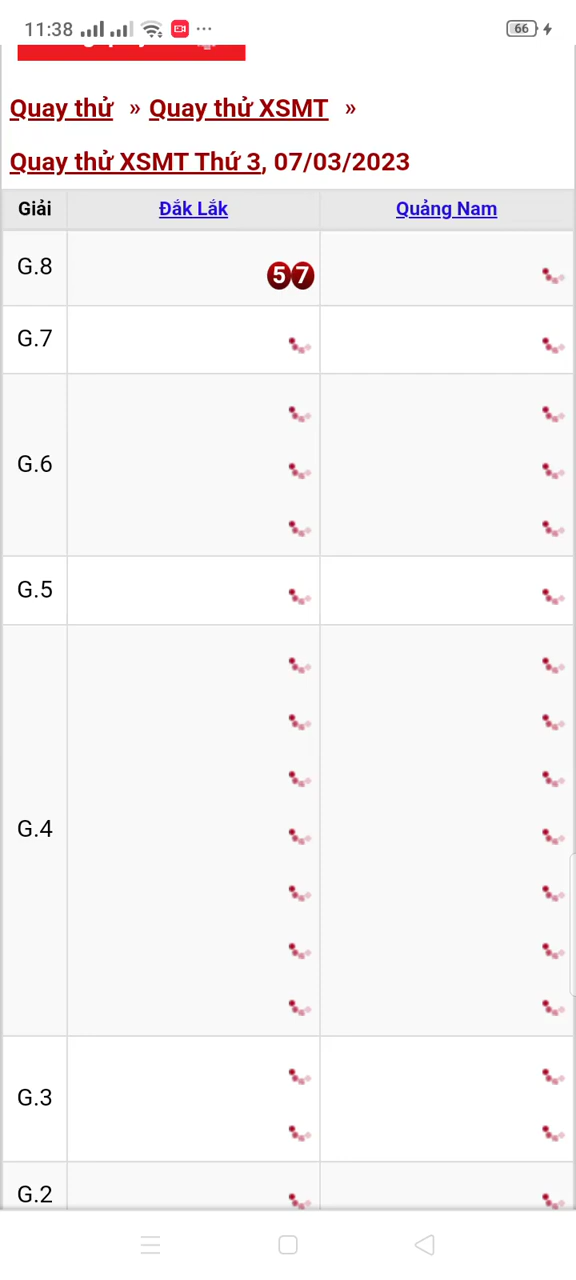 11:38
66
Quay thử » Quay thử XSMT »
Quay thử XSMT Thứ 3, 07/03/2023
Giải Đắk Lắk Quảng Nam
G.8 57
G.7
G.6
G.5
G.4
G.3
G.2